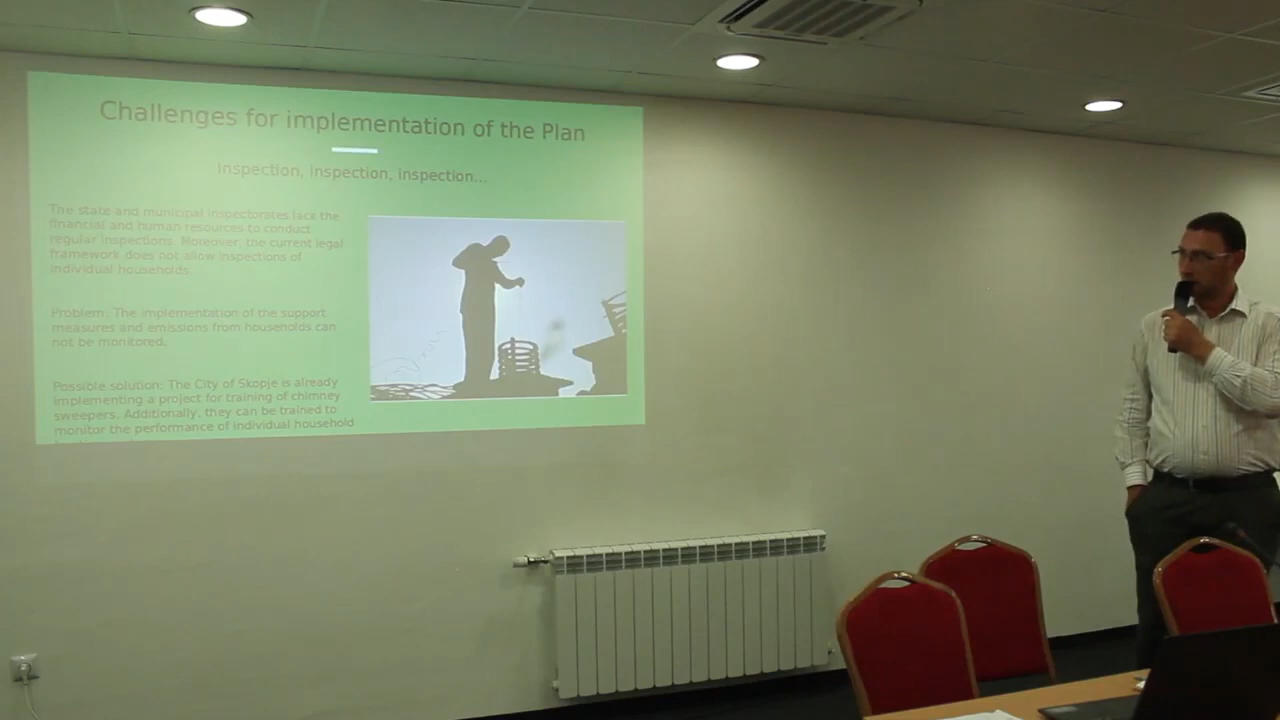 Challenges for implementation of the Plan
Inspection, inspection, inspection...
The state and municipal inspectorates lack the
financial and human resources to conduct
regular inspections. Moreover, the current legal
framework does not allow inspections of
individual households.
Problem: The implementation of the support
measures and emissions from households can
not be monitored.
Possible solution: The City of Skopje is already
implementing a project for training of chimney
sweepers. Additionally, they can be trained to
monitor the performance of individual household